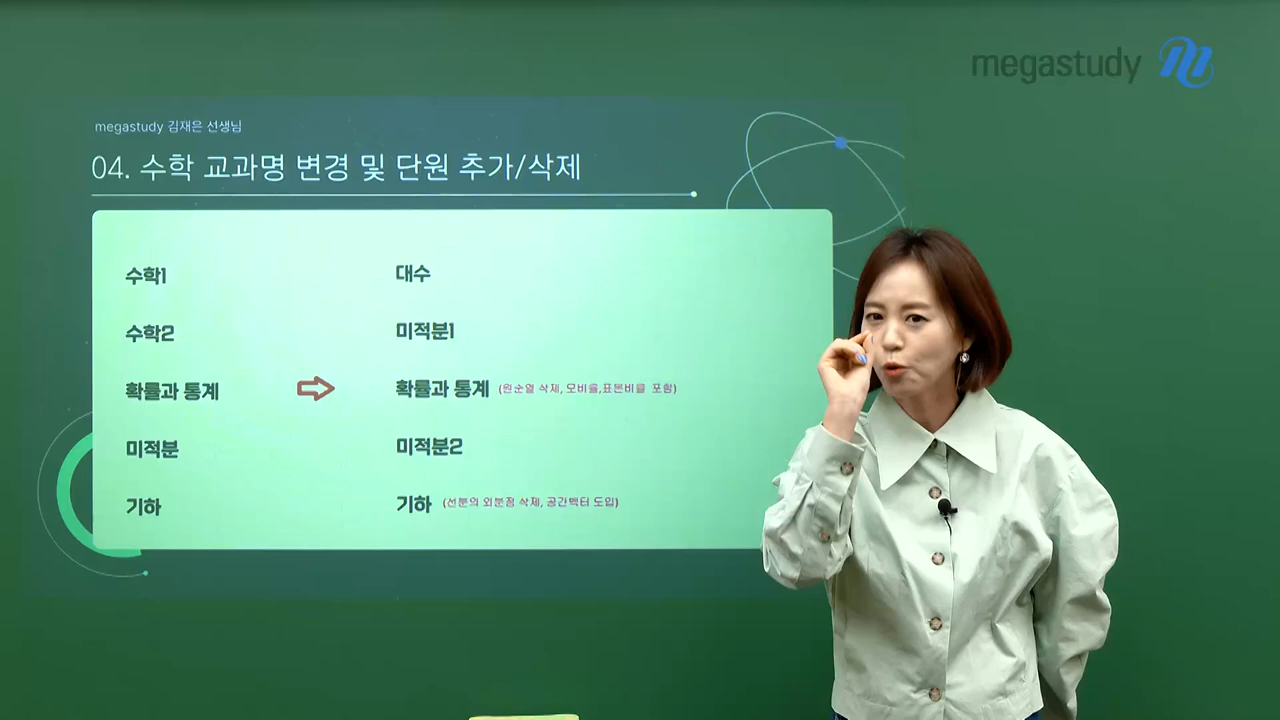 megastudy
megastudy 김재은 선생님
04. 수학 교과명 변경 및 단원 추가/삭제
수학1 대수
수학2 미적분1
확률과 통계 확률과 통계 (원순열 삭제, 모비율,표본비율 포함)
미적분 미적분2
기하 기하 (선분의 외분점 삭제, 공간벡터 도입)